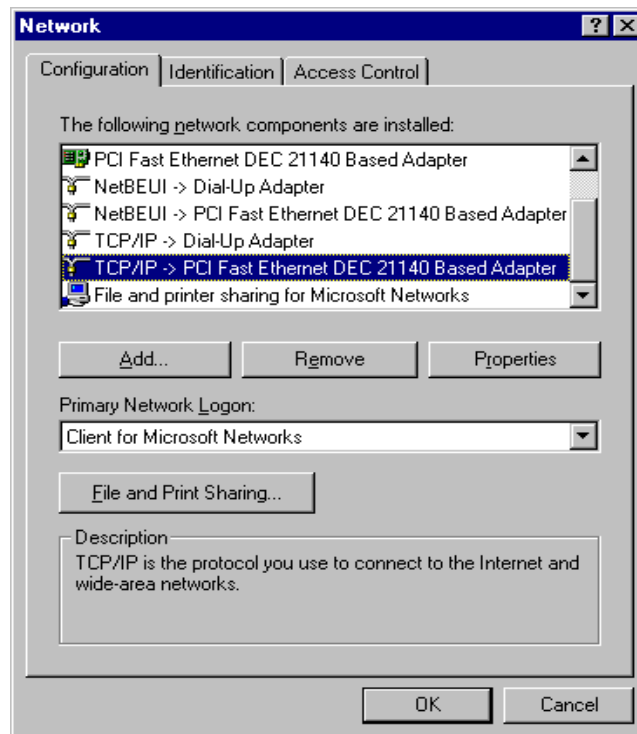 Network
Configuration Identification Access Control
The following network components are installed:
PCI Fast Ethernet DEC 21140 Based Adapter
NetBEUI -> Dial-Up Adapter
NetBEUI -> PCI Fast Ethernet DEC 21140 Based Adapter
TCP/IP -> Dial-Up Adapter
TCP/IP -> PCI Fast Ethernet DEC 21140 Based Adapter
File and printer sharing for Microsoft Networks
Add... Remove Properties
Primary Network Logon:
Client for Microsoft Networks
File and Print Sharing...
Description
TCP/IP is the protocol you use to connect to the Internet and
wide-area networks.
OK Cancel